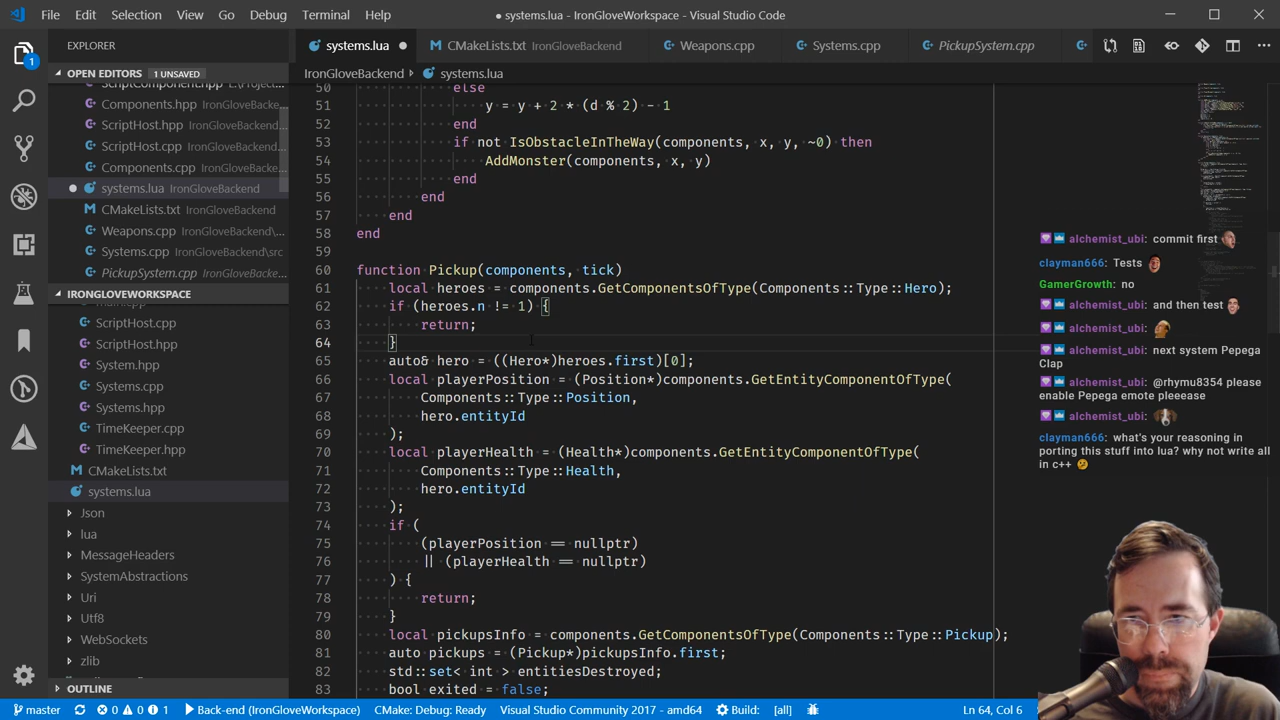 File Edit Selection View Go Debug Terminal Help
● systems.lua - IronGloveWorkspace - Visual Studio Code
EXPLORER
systems.lua
CMakeLists.txt IronGloveBackend
Weapons.cpp
Systems.cpp
PickupSystem.cpp
OPEN EDITORS 1 UNSAVED
IronGloveBackend
systems.lua
Components.hpp IronGloveBacke...
ScriptHost.hpp IronGloveBackend...
ScriptHost.cpp IronGloveBackend...
Components.cpp IronGloveBacke...
systems.lua IronGloveBackend
CMakeLists.txt IronGloveBackend
Weapons.cpp IronGloveBackend\...
Systems.cpp IronGloveBackend\src
PickupSystem.cpp IronGloveBac...
IRONGLOVEWORKSPACE
main.cpp
ScriptHost.cpp
ScriptHost.hpp
System.hpp
Systems.cpp
Systems.hpp
TimeKeeper.cpp
TimeKeeper.hpp
CMakeLists.txt
systems.lua
Json
lua
MessageHeaders
SystemAbstractions
Uri
Utf8
WebSockets
zlib
OUTLINE
50 else
51 y = y + 2 * (d % 2) - 1
52 end
53 if not IsObstacleInTheWay(components, x, y, ~0) then
54 AddMonster(components, x, y)
55 end
56 end
57 end
58 end
59
60 function Pickup(components, tick)
61 local heroes = components.GetComponentsOfType(Components::Type::Hero);
62 if (heroes.n != 1) {
63 return;
64 }
65 auto& hero = ((Hero*)heroes.first)[0];
66 local playerPosition = (Position*)components.GetEntityComponentOfType(
67 Components::Type::Position,
68 hero.entityId
69 );
70 local playerHealth = (Health*)components.GetEntityComponentOfType(
71 Components::Type::Health,
72 hero.entityId
73 );
74 if (
75 (playerPosition == nullptr)
76 || (playerHealth == nullptr)
77 ) {
78 return;
79 }
80 local pickupsInfo = components.GetComponentsOfType(Components::Type::Pickup);
81 auto pickups = (Pickup*)pickupsInfo.first;
82 std::set< int > entitiesDestroyed;
83 bool exited = false;
alchemist_ubi: commit first
clayman666: Tests
GamerGrowth: no
alchemist_ubi: and then test
alchemist_ubi:
alchemist_ubi: next system Pepega
Clap
alchemist_ubi: @rhymu8354 please
enable Pepega emote pleeease
alchemist_ubi:
clayman666: what's your reasoning in
porting this stuff into lua? why not write all
in c++
master 0 0 1 Back-end (IronGloveWorkspace) CMake: Debug: Ready Visual Studio Community 2017 - amd64 Build: [all] Ln 64, Col 6